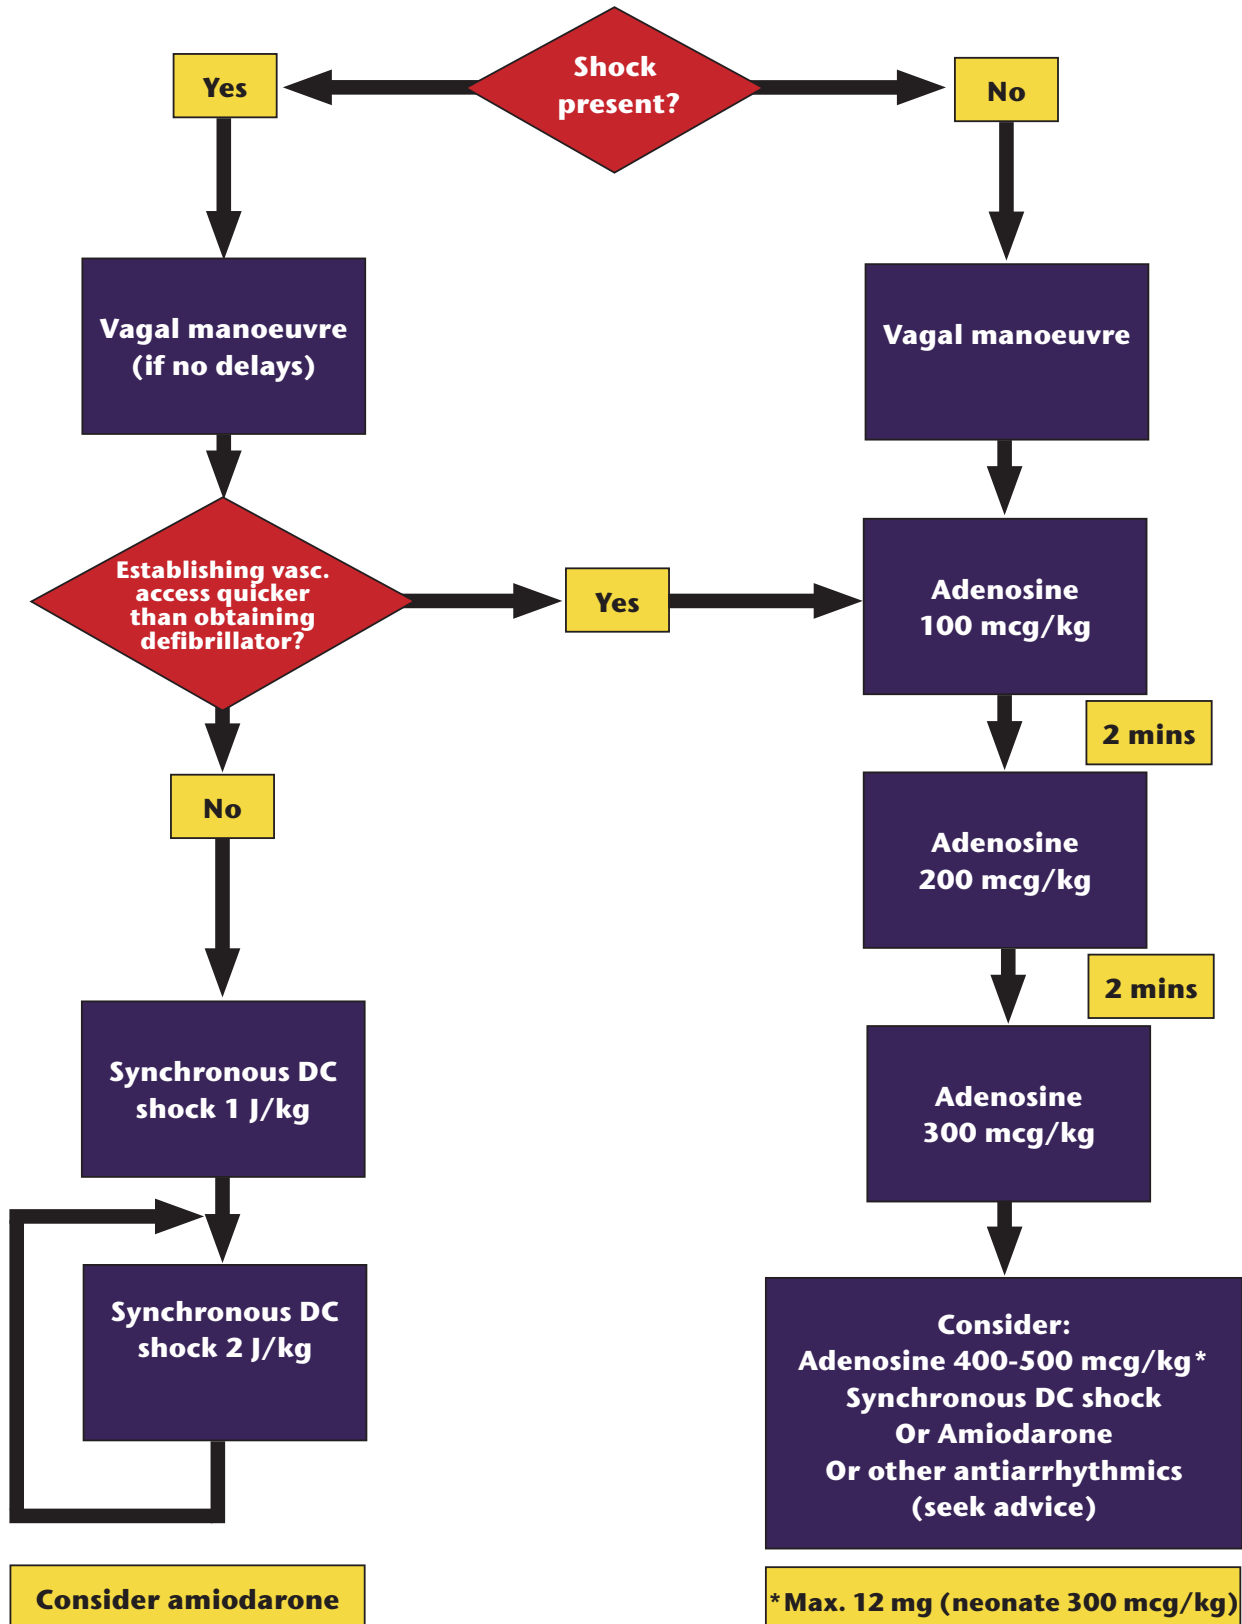 Shock
present?
Yes
No
Vagal manoeuvre
(if no delays)
Vagal manoeuvre
Establishing vasc.
access quicker
than obtaining
defibrillator?
Yes
Adenosine
100 mcg/kg
2 mins
No
Adenosine
200 mcg/kg
2 mins
Synchronous DC
shock 1 J/kg
Adenosine
300 mcg/kg
Synchronous DC
shock 2 J/kg
Consider:
Adenosine 400-500 mcg/kg*
Synchronous DC shock
Or Amiodarone
Or other antiarrhythmics
(seek advice)
Consider amiodarone
*Max. 12 mg (neonate 300 mcg/kg)